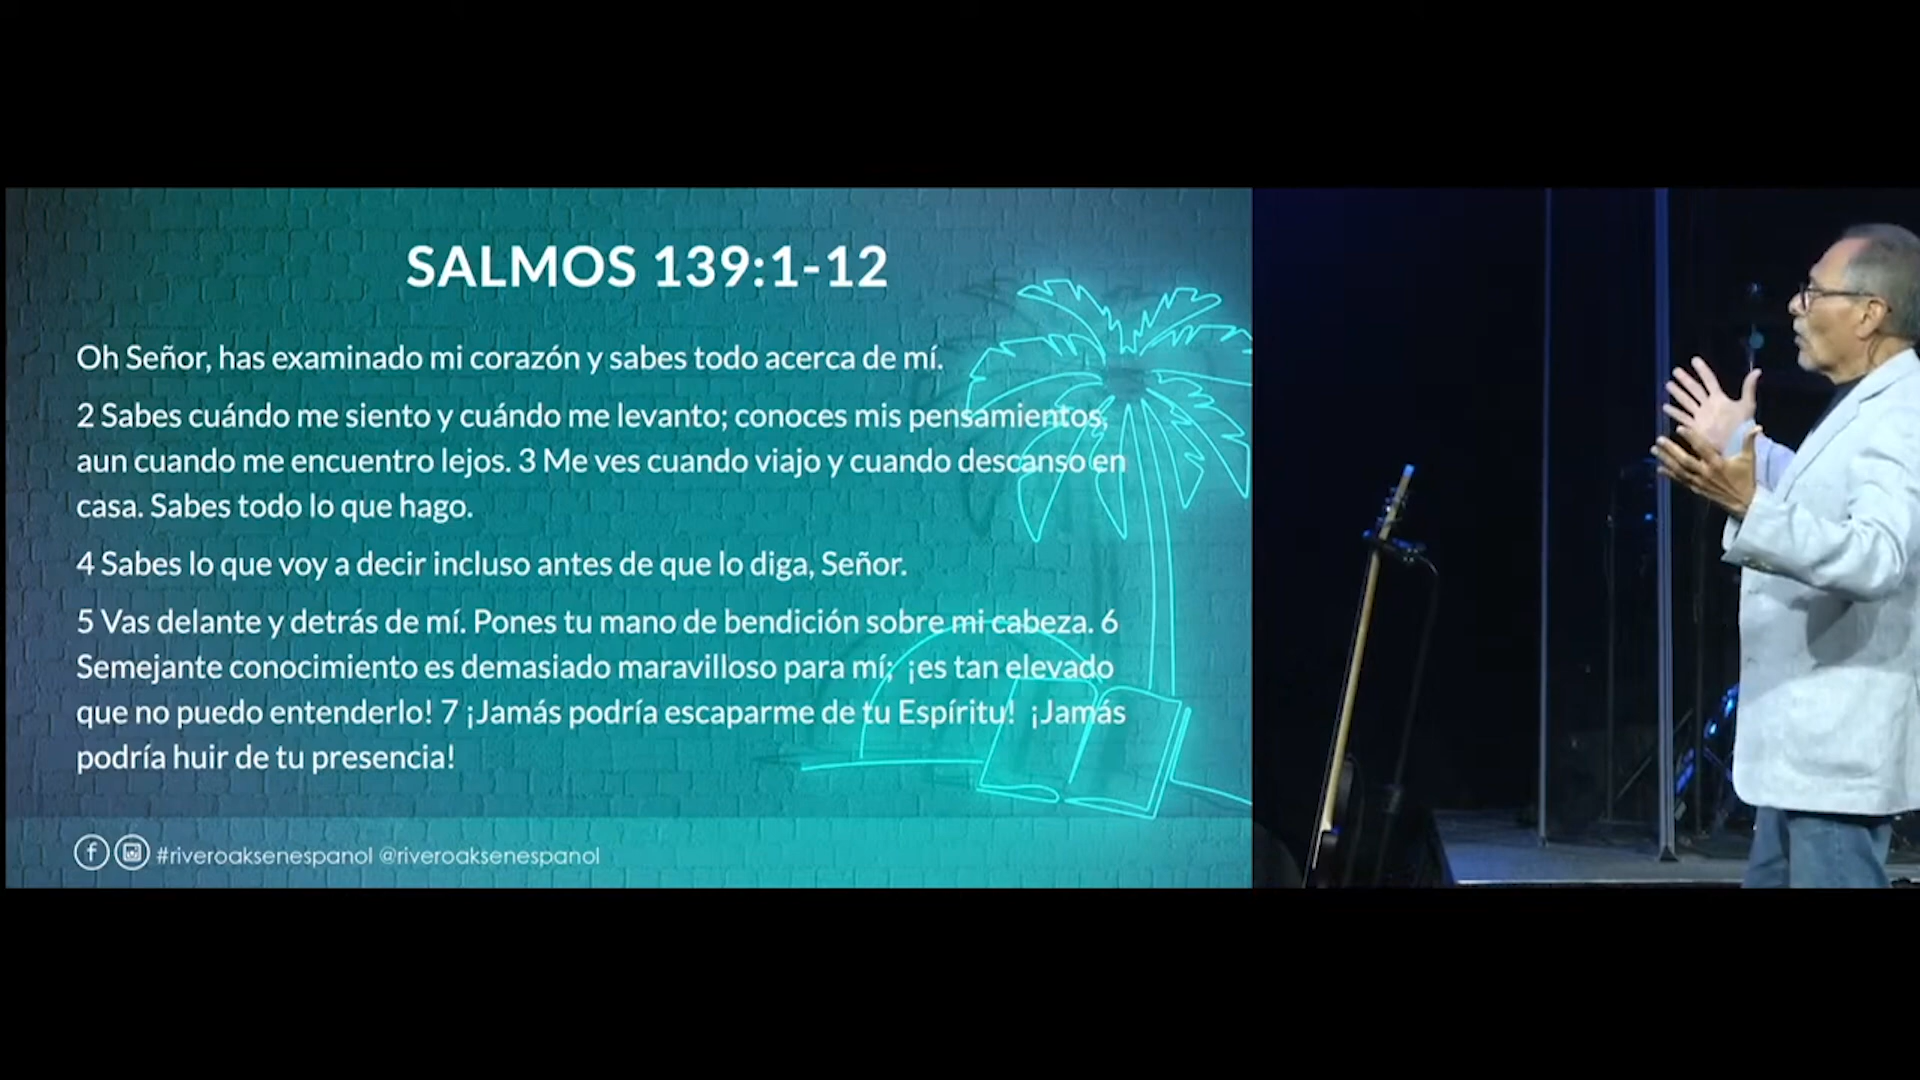 SALMOS 139:1-12
Oh Señor, has examinado mi corazón y sabes todo acerca de mí.
2 Sabes cuándo me siento y cuándo me levanto; conoces mis pensamientos,
aun cuando me encuentro lejos. 3 Me ves cuando viajo y cuando descanso en
casa. Sabes todo lo que hago.
4 Sabes lo que voy a decir incluso antes de que lo diga, Señor.
5 Vas delante y detrás de mí. Pones tu mano de bendición sobre mi cabeza. 6
Semejante conocimiento es demasiado maravilloso para mí; ¡es tan elevado
que no puedo entenderlo! 7 ¡Jamás podría escaparme de tu Espíritu! ¡Jamás
podría huir de tu presencia!
#riveroaksenespanol @riveroaksenespanol